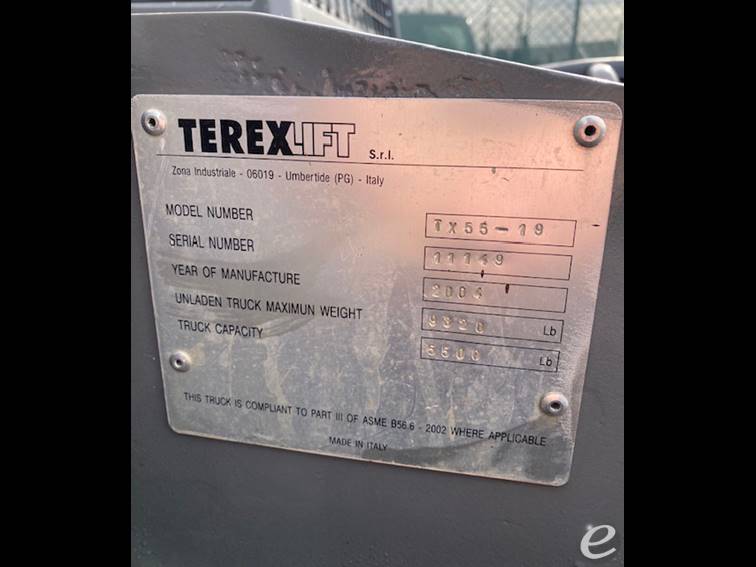 TEREXLIFT S.r.l.
Zona Industriale - 06019 - Umbertide (PG) - Italy
MODEL NUMBER TX55-19
SERIAL NUMBER 11149
YEAR OF MANUFACTURE 2004
UNLADEN TRUCK MAXIMUN WEIGHT 9320 Lb
TRUCK CAPACITY 5500 Lb
THIS TRUCK IS COMPLIANT TO PART III OF ASME B56.6 - 2002 WHERE APPLICABLE
MADE IN ITALY
e